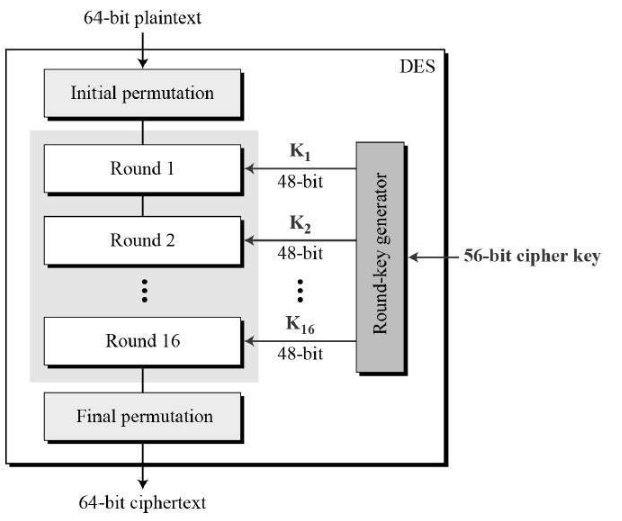 64-bit plaintext
DES
Initial permutation
Round 1
K1
48-bit
Round 2
K2
48-bit
Round-key generator
56-bit cipher key
Round 16
K16
48-bit
Final permutation
64-bit ciphertext